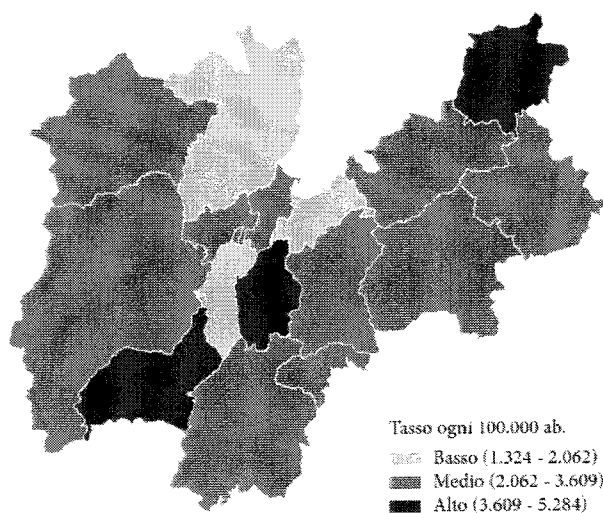 Tasso ogni 100.000 ab.
Basso (1.324 - 2.062)
Medio (2.062 - 3.609)
Alto (3.609 - 5.284)